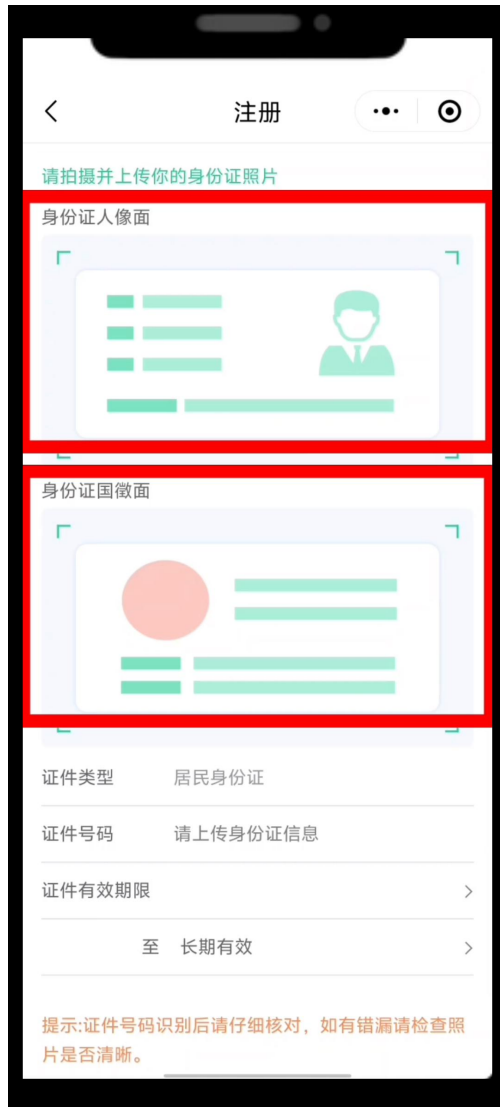 注册
请拍摄并上传你的身份证照片
身份证人像面
身份证国徽面
证件类型 居民身份证
证件号码 请上传身份证信息
证件有效期限
至 长期有效
提示:证件号码识别后请仔细核对，如有错漏请检查照
片是否清晰。